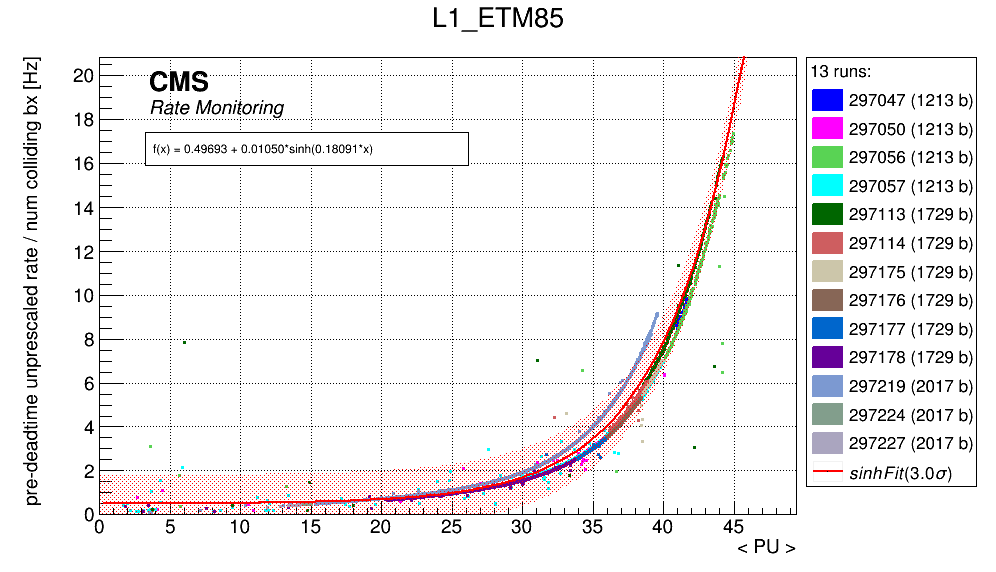 L1_ETM85
pre-deadtime unprescaled rate / num colliding bx [Hz]
CMS
Rate Monitoring
f(x) = 0.49693 + 0.01050*sinh(0.18091*x)
20
18
16
14
12
10
8
6
4
2
0
0 5 10 15 20 25 30 35 40 45
< PU >
13 runs:
297047 (1213 b)
297050 (1213 b)
297056 (1213 b)
297057 (1213 b)
297113 (1729 b)
297114 (1729 b)
297175 (1729 b)
297176 (1729 b)
297177 (1729 b)
297178 (1729 b)
297219 (2017 b)
297224 (2017 b)
297227 (2017 b)
sinhFit(3.0σ)